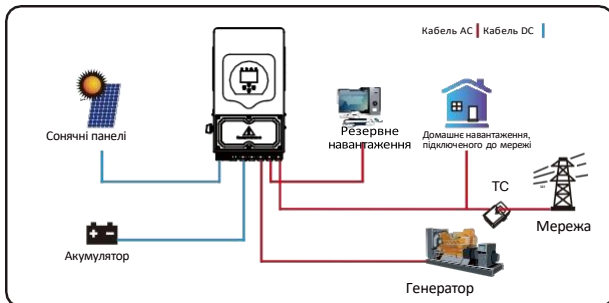 Кабель AC | Кабель DC |
Сонячні панелі
Резервне
навантаження
Домашнє навантаження,
підключеного до мережі
ТС
Мережа
Акумулятор
Генератор